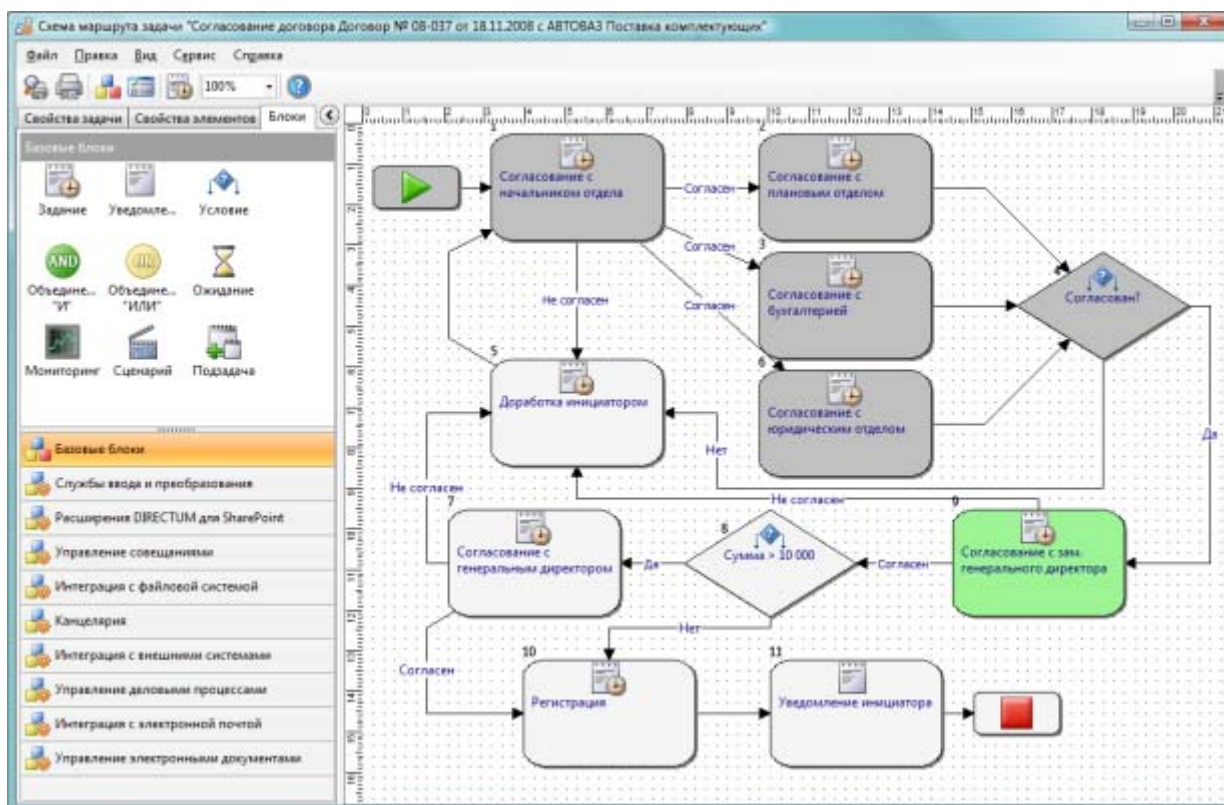 Схема маршрута задачи "Согласование договора Договор № 08-037 от 18.11.2008 с АВТОВАЗ Поставка комплектующих"
Файл Правка Вид Сервис Справка
100%
Свойства задачи Свойства элементов Блоки
Базовые блоки
Задание Уведомле... Условие
AND
Объедине... "И"
Объедине... "ИЛИ"
Ожидание
Мониторинг Сценарий Подзадача
Базовые блоки
Службы ввода и преобразования
Расширения DIRECTUM для SharePoint
Управление совещаниями
Интеграция с файловой системой
Канцелярия
Интеграция с внешними системами
Управление деловыми процессами
Интеграция с электронной почтой
Управление электронными документами
1
Согласование с
начальником отдела
Согласен
2
Согласование с
плановым отделом
Согласен
3
Согласование с
бухгалтерией
Согласен
6
Согласование с
юридическим отделом
4
Согласован?
Не согласен
5
Доработка инициатором
Нет
Да
Не согласен
Не согласен
7
Согласование с
генеральным директором
Да
8
Сумма > 10 000
Согласен
9
Согласование с зам.
генерального директора
Нет
Согласен
10
Регистрация
11
Уведомление инициатора